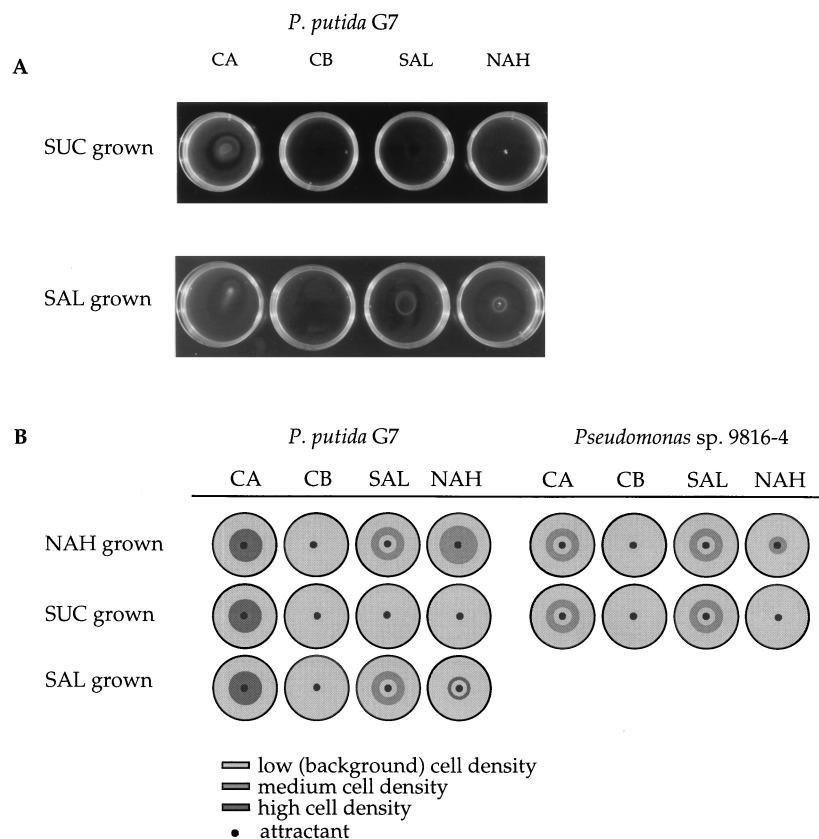 P. putida G7
A
CA CB SAL NAH
SUC grown
SAL grown
B
P. putida G7 Pseudomonas sp. 9816-4
CA CB SAL NAH CA CB SAL NAH
NAH grown
SUC grown
SAL grown
low (background) cell density
medium cell density
high cell density
attractant